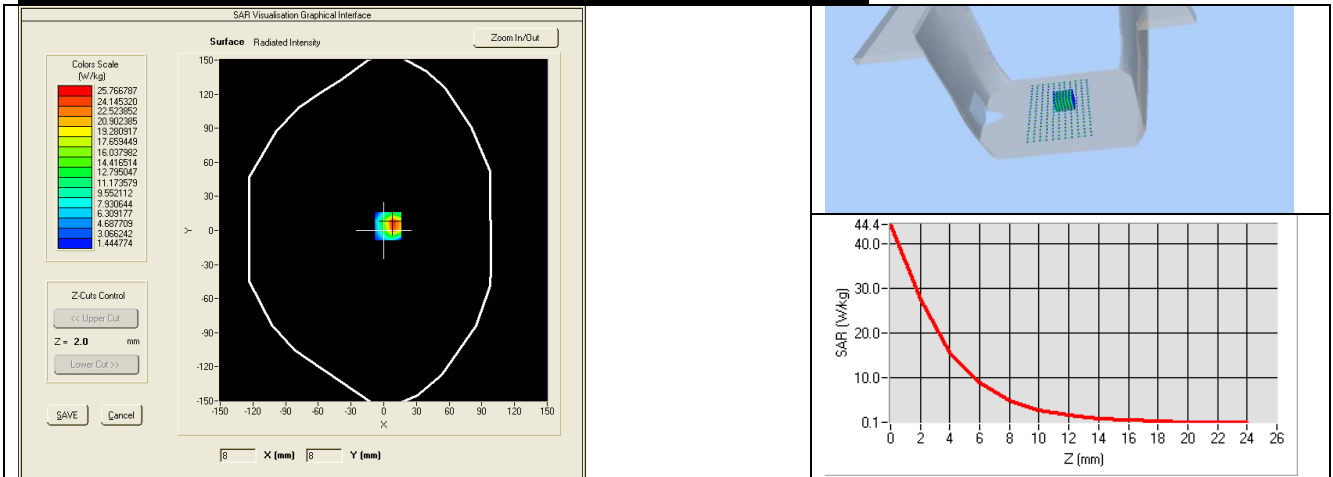 SAR Visualisation Graphical Interface
Surface Radiated Intensity
Zoom In/Out
Colors Scale
(W/kg)
25.766787
24.145320
22.523852
20.902385
19.280917
17.659449
16.037982
14.416514
12.795047
11.173579
9.552112
7.930644
6.309177
4.687709
3.066242
1.444774
Z-Cuts Control
<< Upper Cut
Z = 2.0 mm
Lower Cut >>
SAVE Cancel
150
120
90
60
30
0
-30
-60
-90
-120
-150
Y
-150 -120 -90 -60 -30 0 30 60 90 120 150
X
8 X (mm) 8 Y (mm)
44.4
40.0
30.0
20.0
10.0
0.1
SAR (W/kg)
0 2 4 6 8 10 12 14 16 18 20 22 24 26
Z (mm)